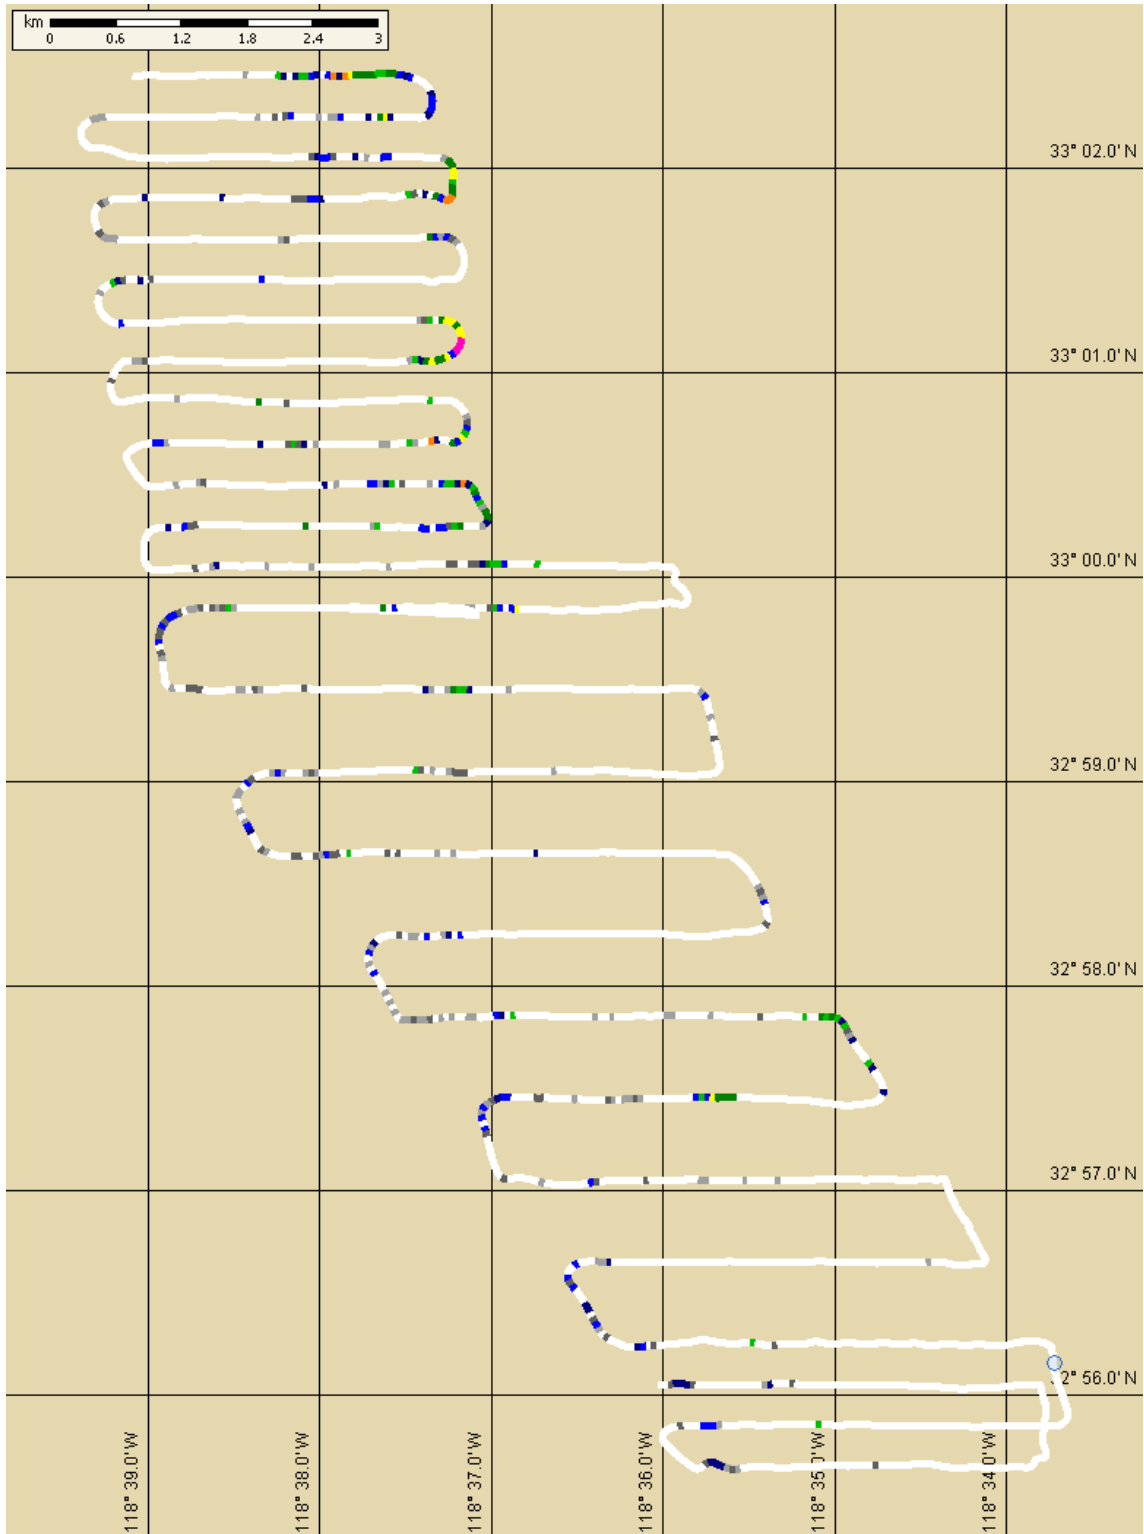 km
0 0.6 1.2 1.8 2.4 3
33° 02.0' N
33° 01.0' N
33° 00.0' N
32° 59.0' N
32° 58.0' N
32° 57.0' N
32° 56.0' N
118° 39.0' W
118° 38.0' W
118° 37.0' W
118° 36.0' W
118° 35.0' W
118° 34.0' W